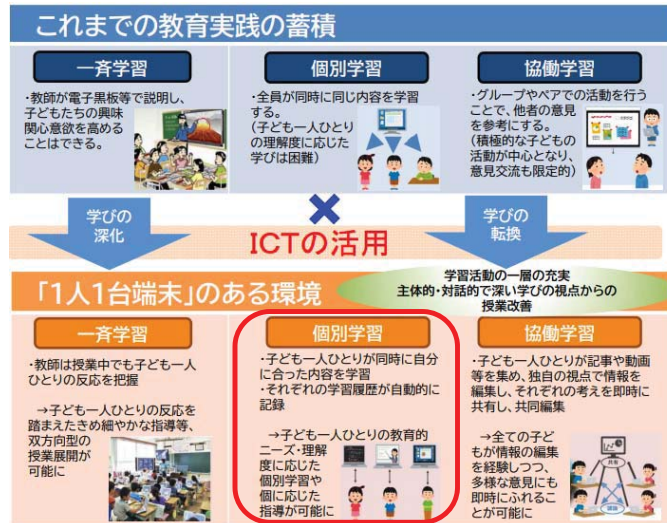 これまでの教育実践の蓄積
一斉学習
・教師が電子黒板等で説明し、
子どもたちの興味
関心意欲を高める
ことはできる。
個別学習
・全員が同時に同じ内容を学習
する。
(子ども一人ひとり
の理解度に応じた
学びは困難)
協働学習
・グループやペアでの活動を行う
ことで、他者の意見
を参考にする。
(積極的な子どもの
活動が中心となり、
意見交流も限定的)
学びの
深化
×
ICTの活用
学びの
転換
「1人1台端末」のある環境
学習活動の一層の充実
主体的・対話的で深い学びの視点からの
授業改善
一斉学習
・教師は授業中でも子ども一人
ひとりの反応を把握
→子ども一人ひとりの反応を
踏まえたきめ細やかな指導等、
双方向型の
授業展開が
可能に
個別学習
・子ども一人ひとりが同時に自分
に合った内容を学習
・それぞれの学習履歴が自動的に
記録
→子ども一人ひとりの教育的
ニーズ・理解
度に応じた
個別学習や
個に応じた
指導が可能に
協働学習
・子ども一人ひとりが記事や動画
等を集め、独自の視点で情報を
編集し、それぞれの考えを即時に
共有し、共同編集
→全ての子ど
もが情報の編集
を経験しつつ、
多様な意見にも
即時にふれるこ
とが可能に